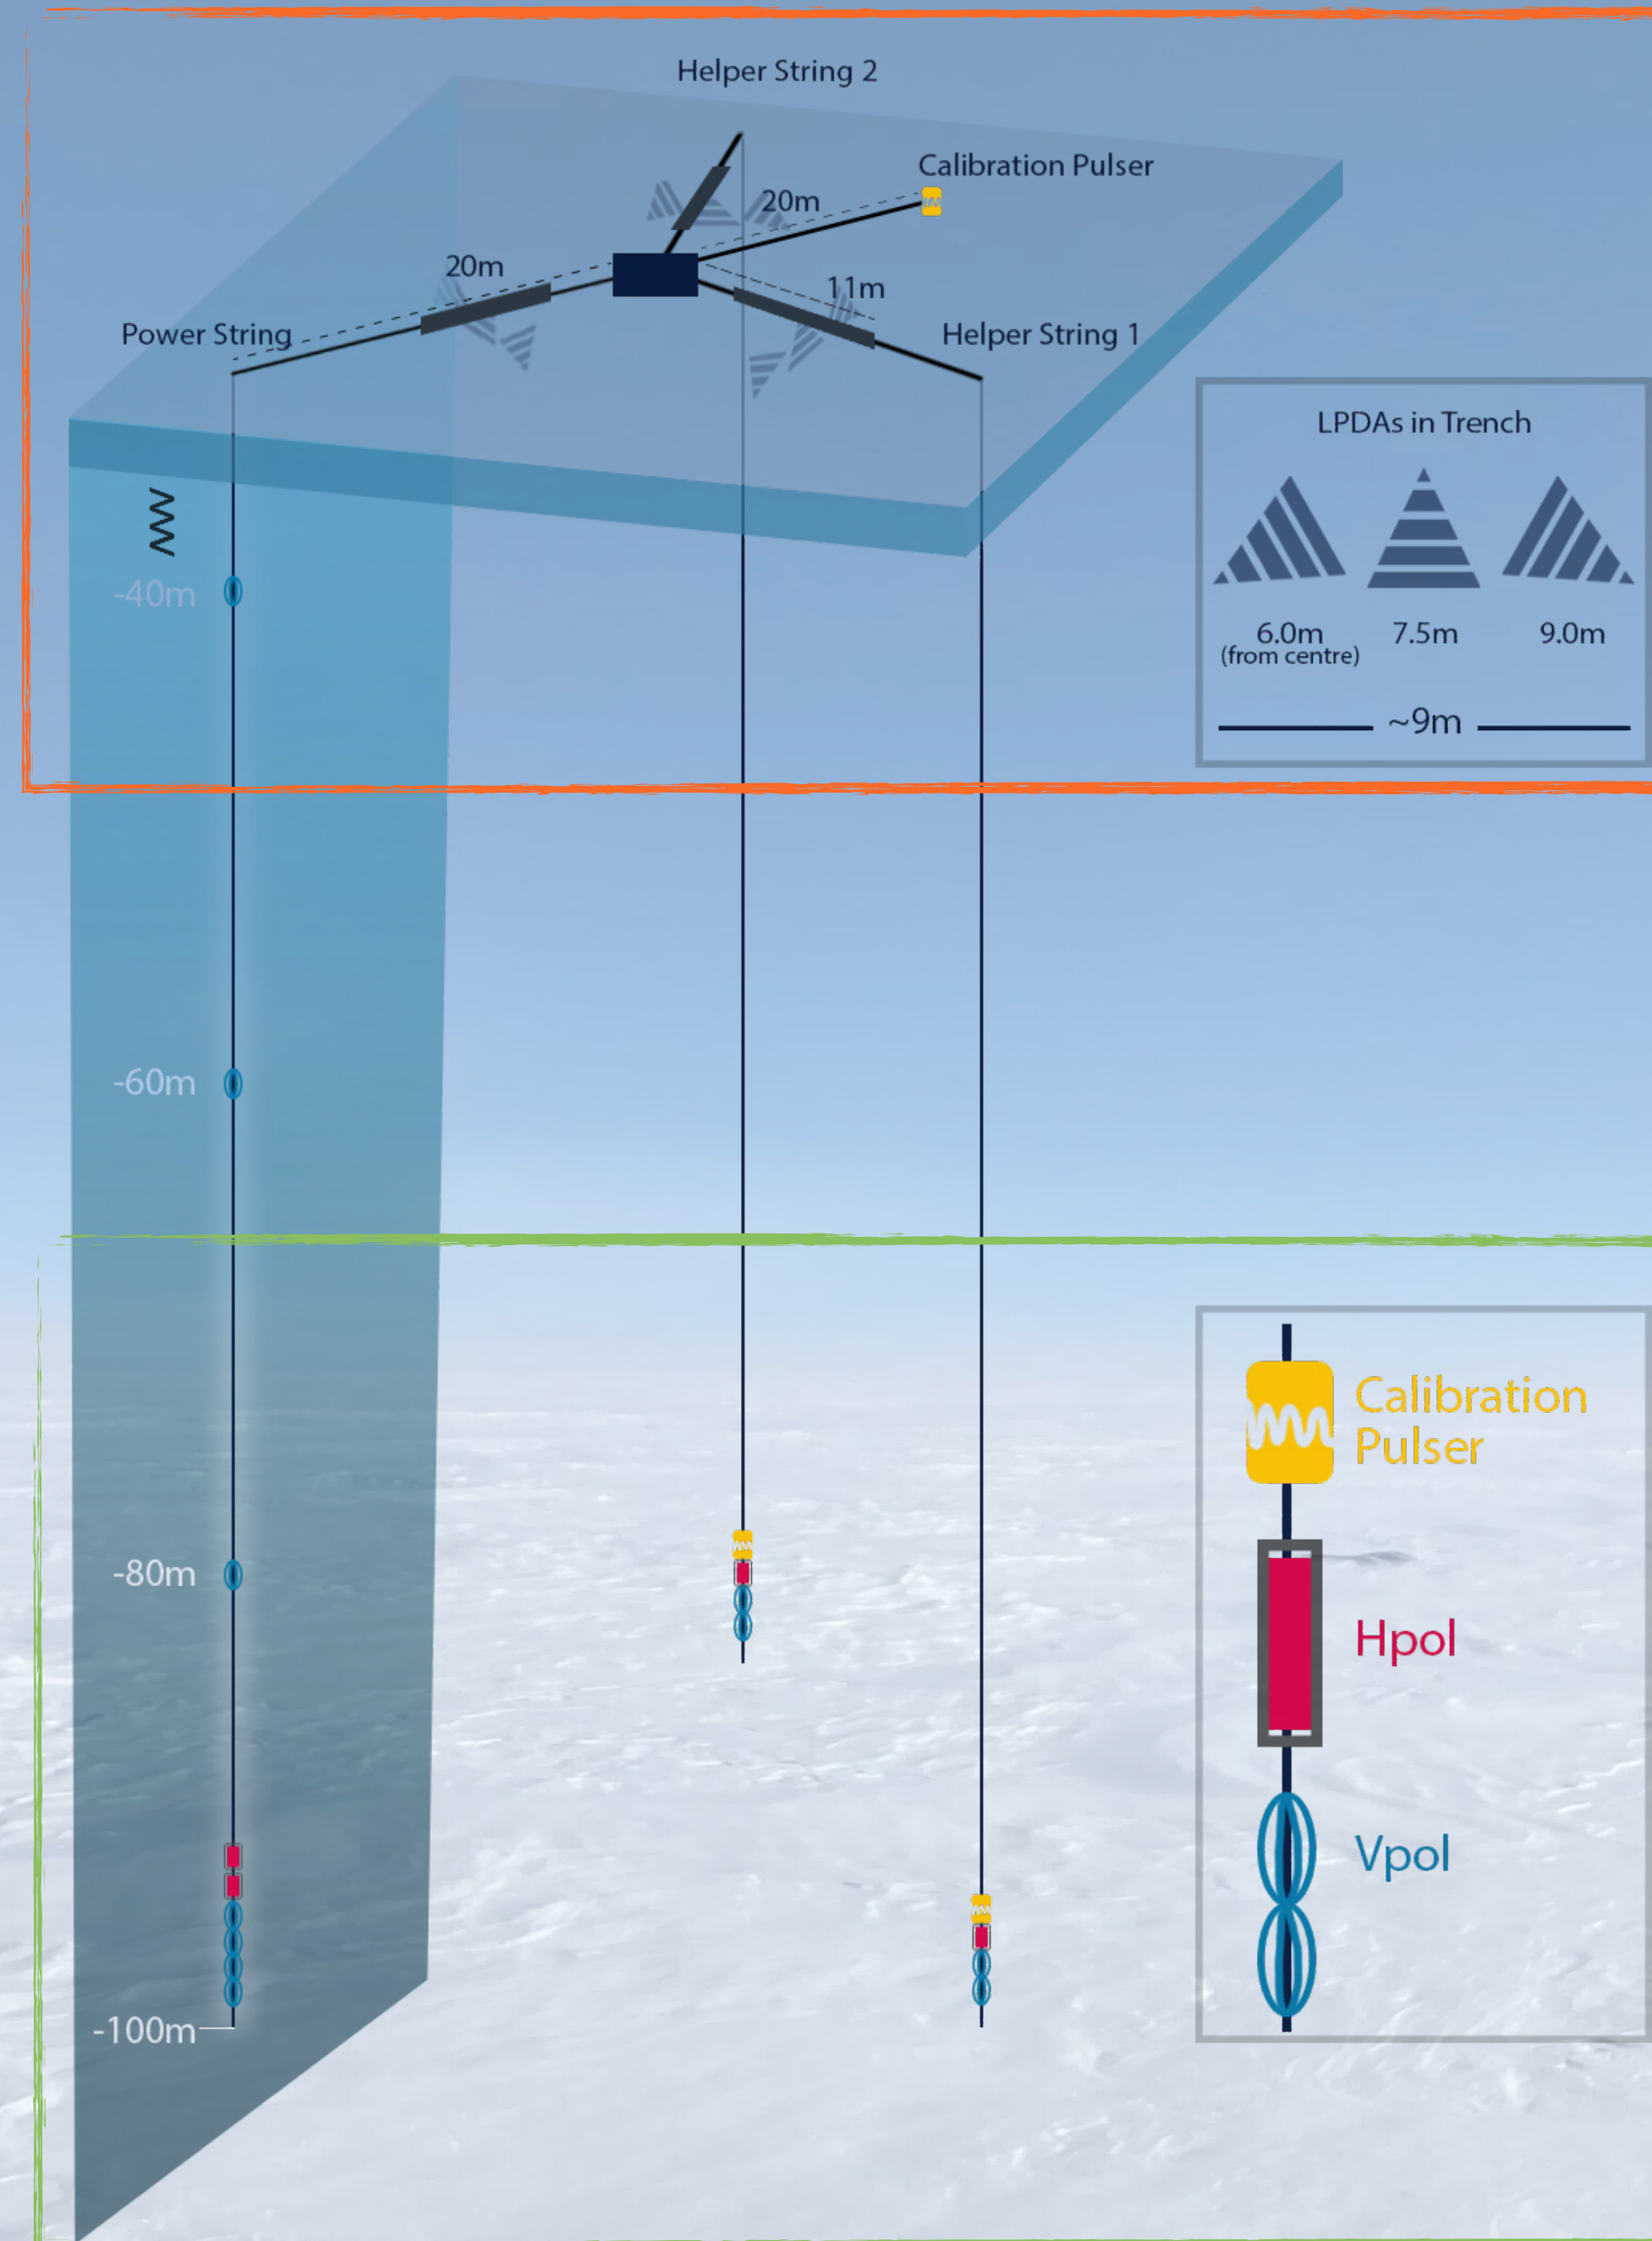 Helper String 2
Calibration Pulser
20m
20m
11m
Power String
Helper String 1
LPDAs in Trench
6.0m 7.5m 9.0m
(from centre)
~9m
-40m
-60m
-80m
-100m
Calibration
Pulser
Hpol
Vpol